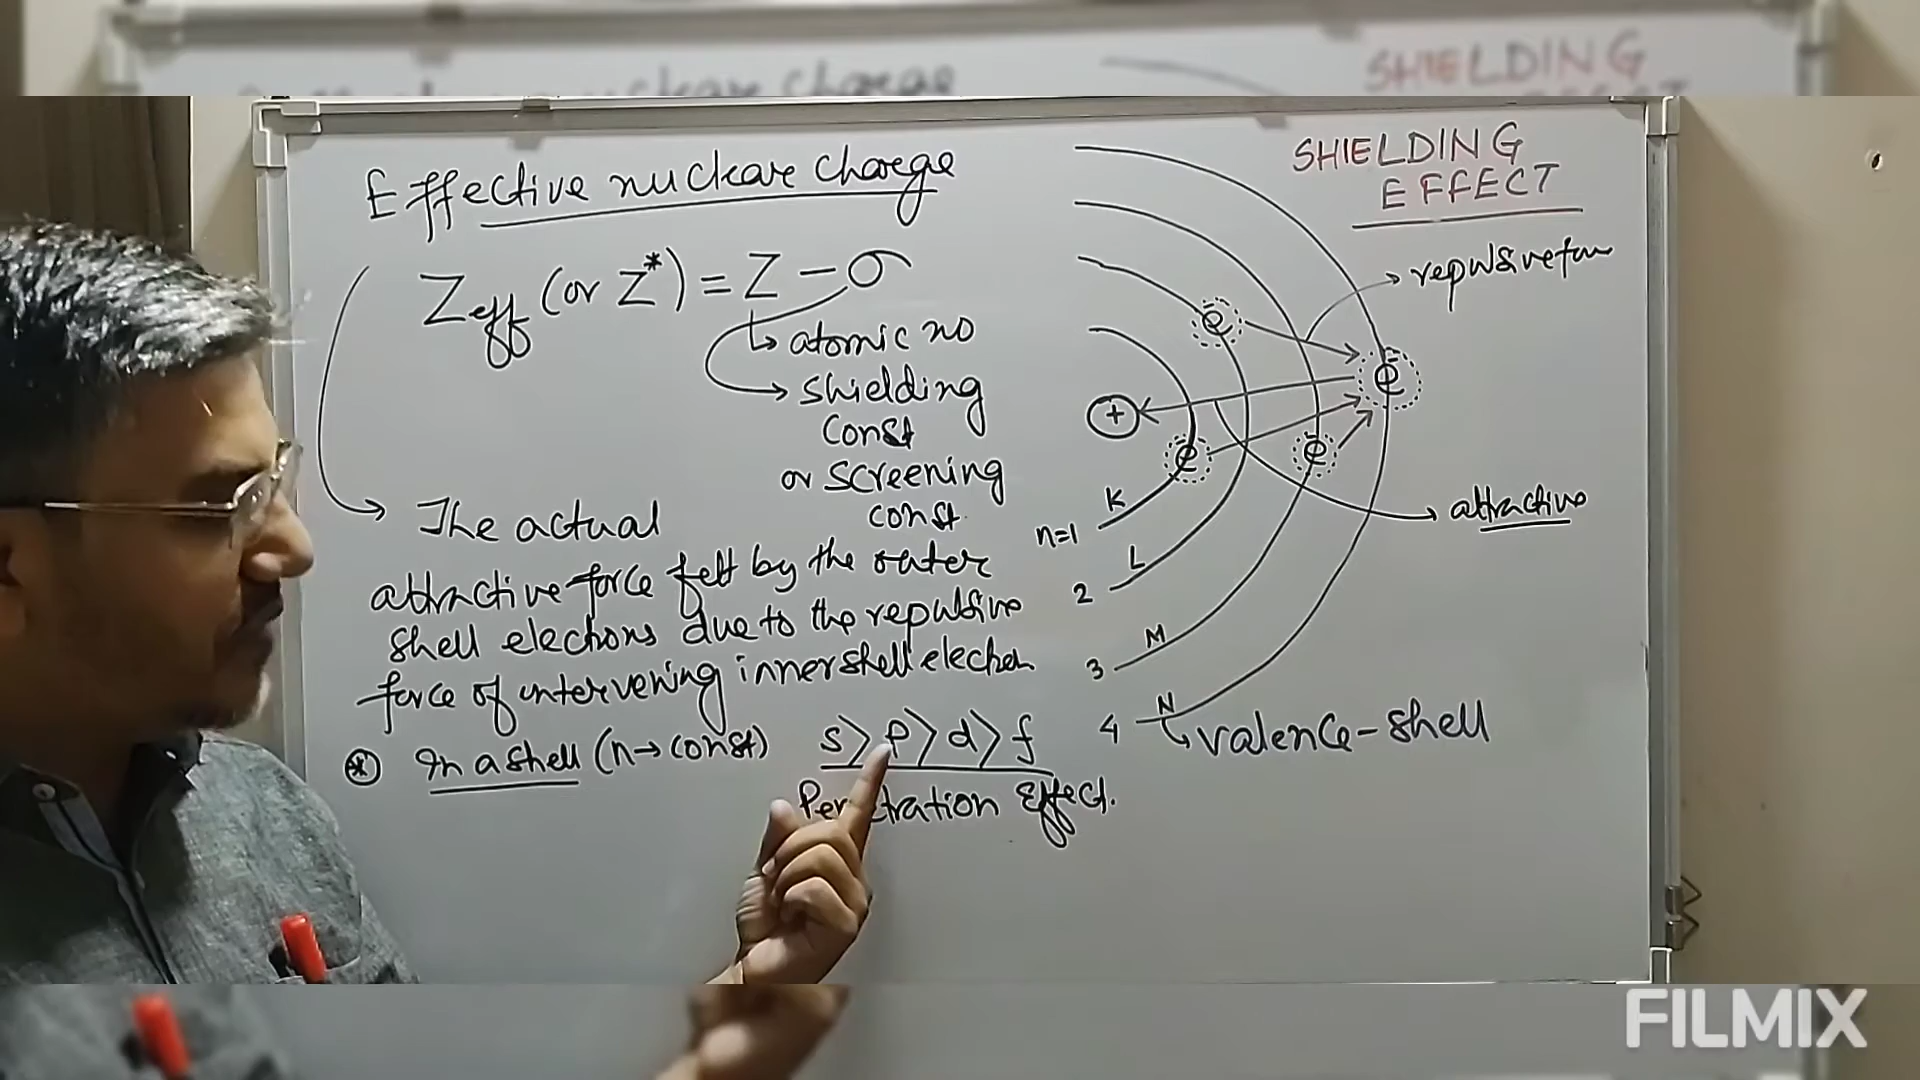 Effective nuclear charge
Zeff (or Z*) = Z - σ
atomic no
shielding
const
or screening
const
The actual
attractive force felt by the outer
shell electrons due to the repulsive
force of intervening inner shell electron
* In a shell (n→const) s>p>d>f
Penetration Effect.
SHIELDING
EFFECT
repulsive
e
e
+
e
e
attractive
K
n=1
L
2
M
3
N
4
valence-shell
FILMIX